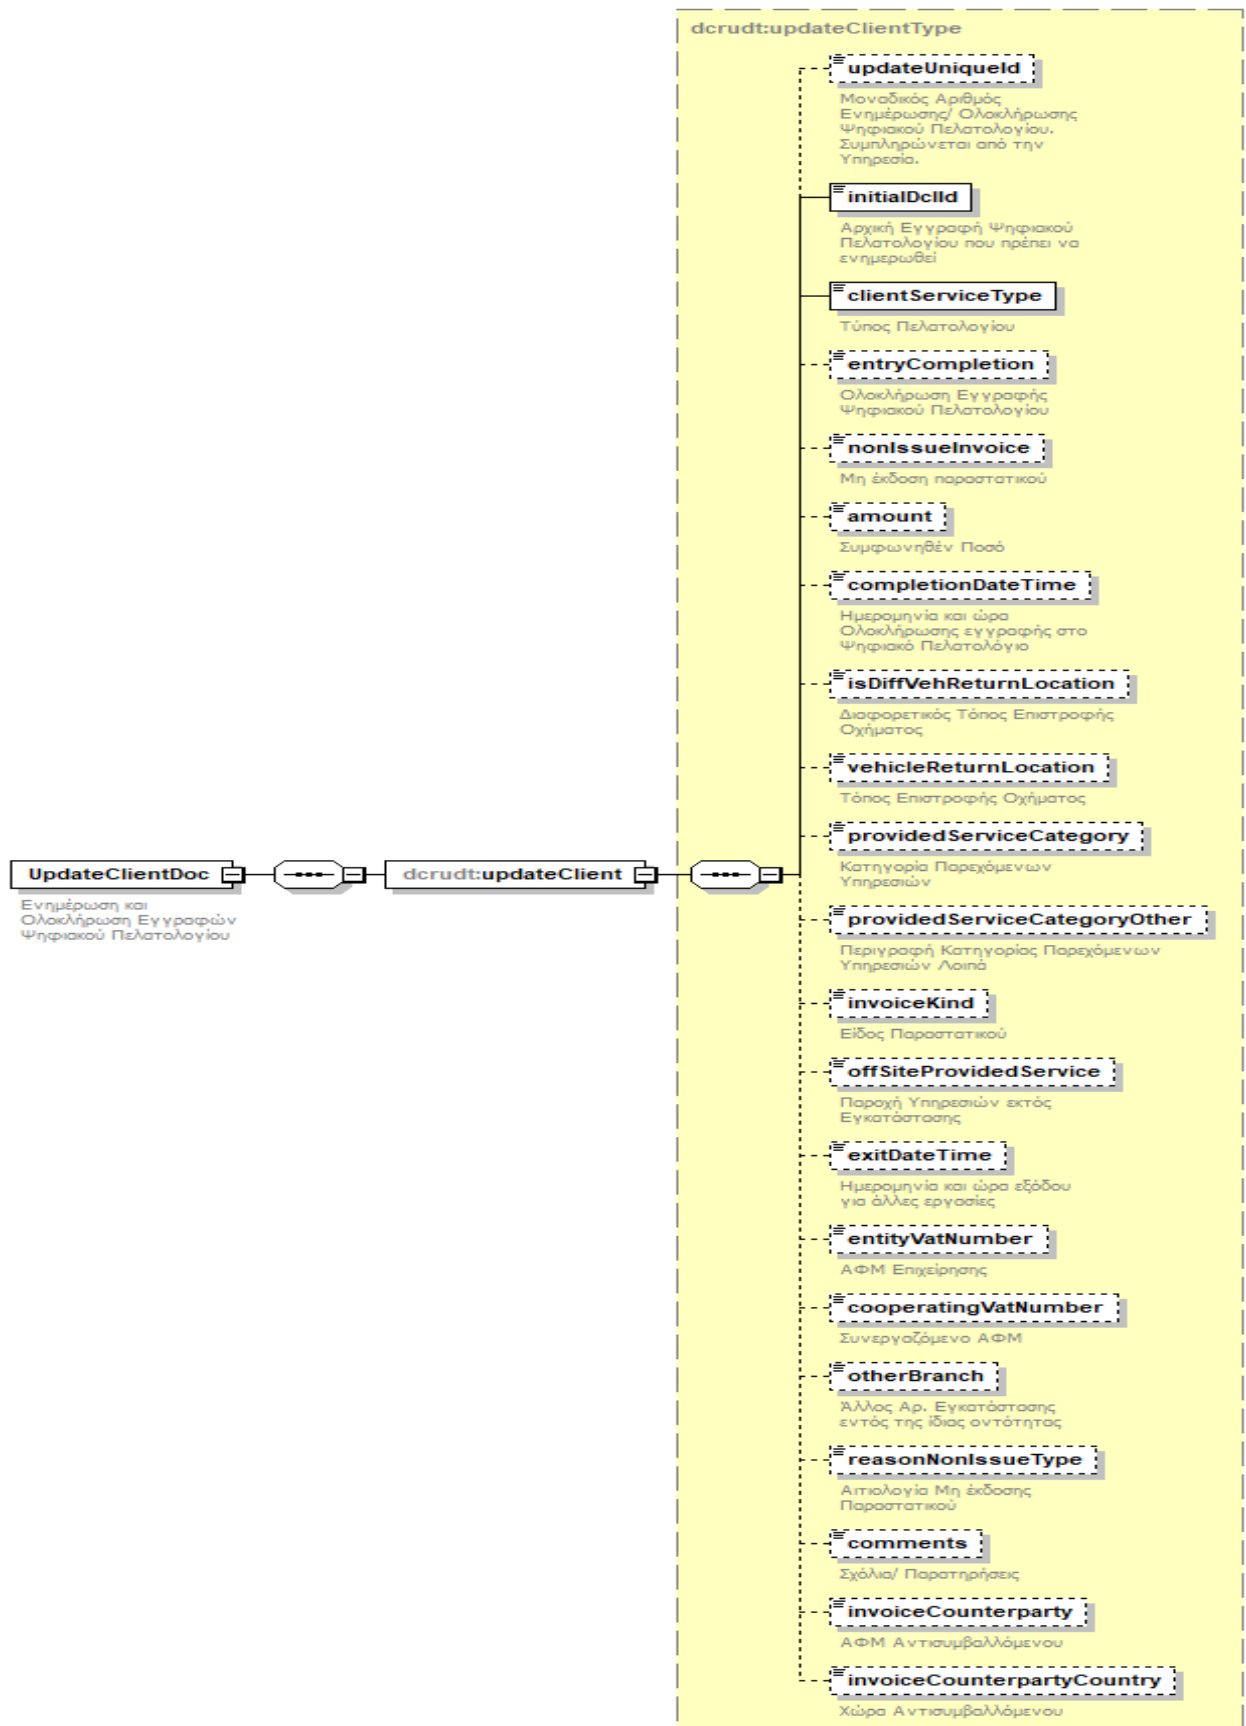 dcrudt:updateClientType
updateUniqueId
Μοναδικός Αριθμός
Ενημέρωσης/ Ολοκλήρωσης
Ψηφιακού Πελατολογίου.
Συμπληρώνεται από την
Υπηρεσία.
initialDclId
Αρχική Εγγραφή Ψηφιακού
Πελατολογίου που πρέπει να
ενημερωθεί
clientServiceType
Τύπος Πελατολογίου
entryCompletion
Ολοκλήρωση Εγγραφής
Ψηφιακού Πελατολογίου
nonIssueInvoice
Μη έκδοση παραστατικού
amount
Συμφωνηθέν Ποσό
completionDateTime
Ημερομηνία και ώρα
Ολοκλήρωσης εγγραφής στο
Ψηφιακό Πελατολόγιο
isDiffVehReturnLocation
Διαφορετικός Τόπος Επιστροφής
Οχήματος
vehicleReturnLocation
Τόπος Επιστροφής Οχήματος
providedServiceCategory
Κατηγορία Παρεχόμενων
Υπηρεσιών
UpdateClientDoc
Ενημέρωση και
Ολοκλήρωση Εγγραφών
Ψηφιακού Πελατολογίου
dcrudt:updateClient
providedServiceCategoryOther
Περιγραφή Κατηγορίας Παρεχόμενων
Υπηρεσιών Λοιπά
invoiceKind
Είδος Παραστατικού
offSiteProvidedService
Παροχή Υπηρεσιών εκτός
Εγκατάστασης
exitDateTime
Ημερομηνία και ώρα εξόδου
για άλλες εργασίες
entityVatNumber
ΑΦΜ Επιχείρησης
cooperatingVatNumber
Συνεργαζόμενο ΑΦΜ
otherBranch
Άλλος Αρ. Εγκατάστασης
εντός της ίδιας οντότητας
reasonNonIssueType
Αιτιολογία Μη έκδοσης
Παραστατικού
comments
Σχόλια/ Παρατηρήσεις
invoiceCounterparty
ΑΦΜ Αντισυμβαλλόμενου
invoiceCounterpartyCountry
Χώρα Αντισυμβαλλόμενου